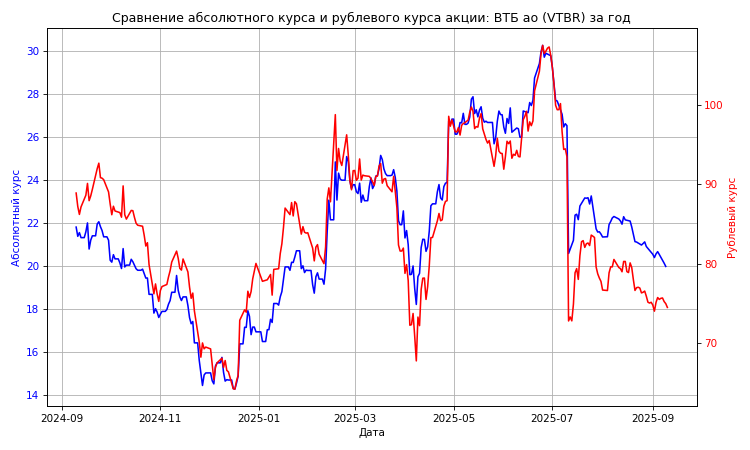 Сравнение абсолютного курса и рублевого курса акции: ВТБ ао (VTBR) за год
Абсолютный курс
30
28
26
24
22
20
18
16
14
100
90
80
70
Рублевый курс
2024-09 2024-11 2025-01 2025-03 2025-05 2025-07 2025-09
Дата